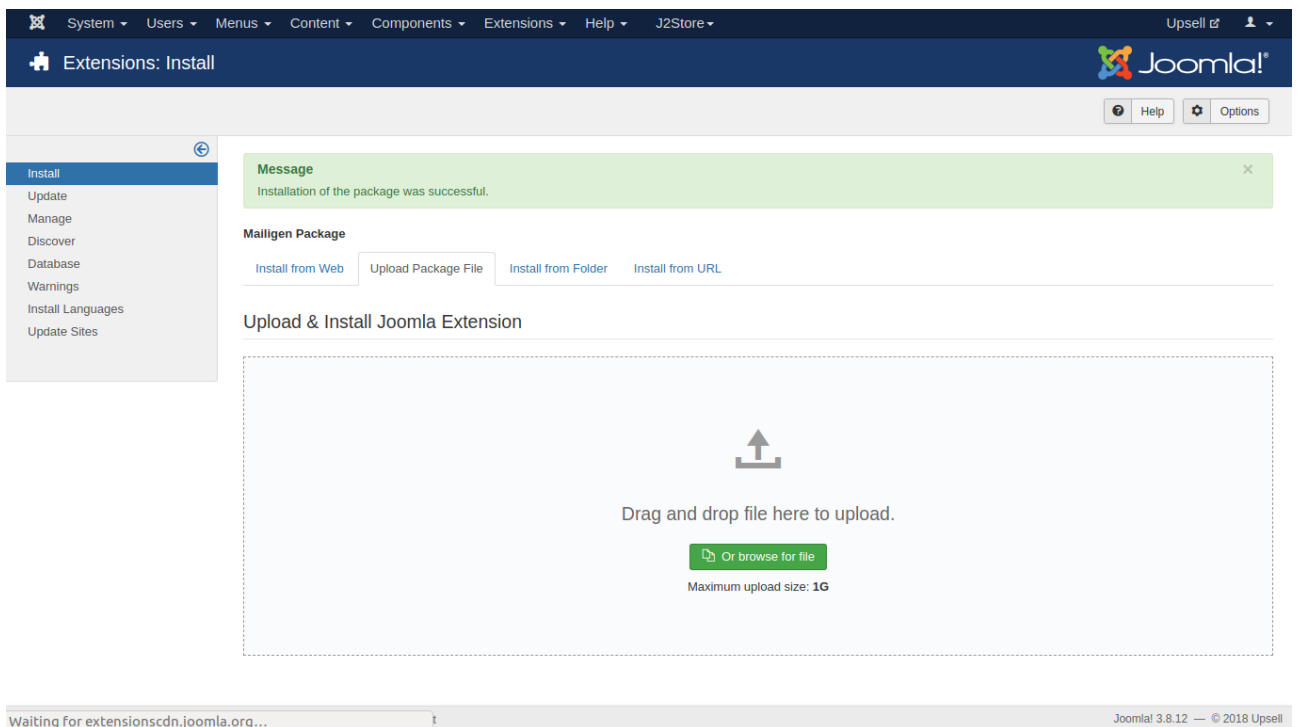 System Users Menus Content Components Extensions Help J2Store Upsell
Extensions: Install Joomla!®
Help Options
Install
Update
Manage
Discover
Database
Warnings
Install Languages
Update Sites
Message ×
Installation of the package was successful.
Mailigen Package
Install from Web Upload Package File Install from Folder Install from URL
Upload & Install Joomla Extension
Drag and drop file here to upload.
Or browse for file
Maximum upload size: 1G
Waiting for extensionscdn.joomla.org... t Joomla! 3.8.12 — © 2018 Upsell